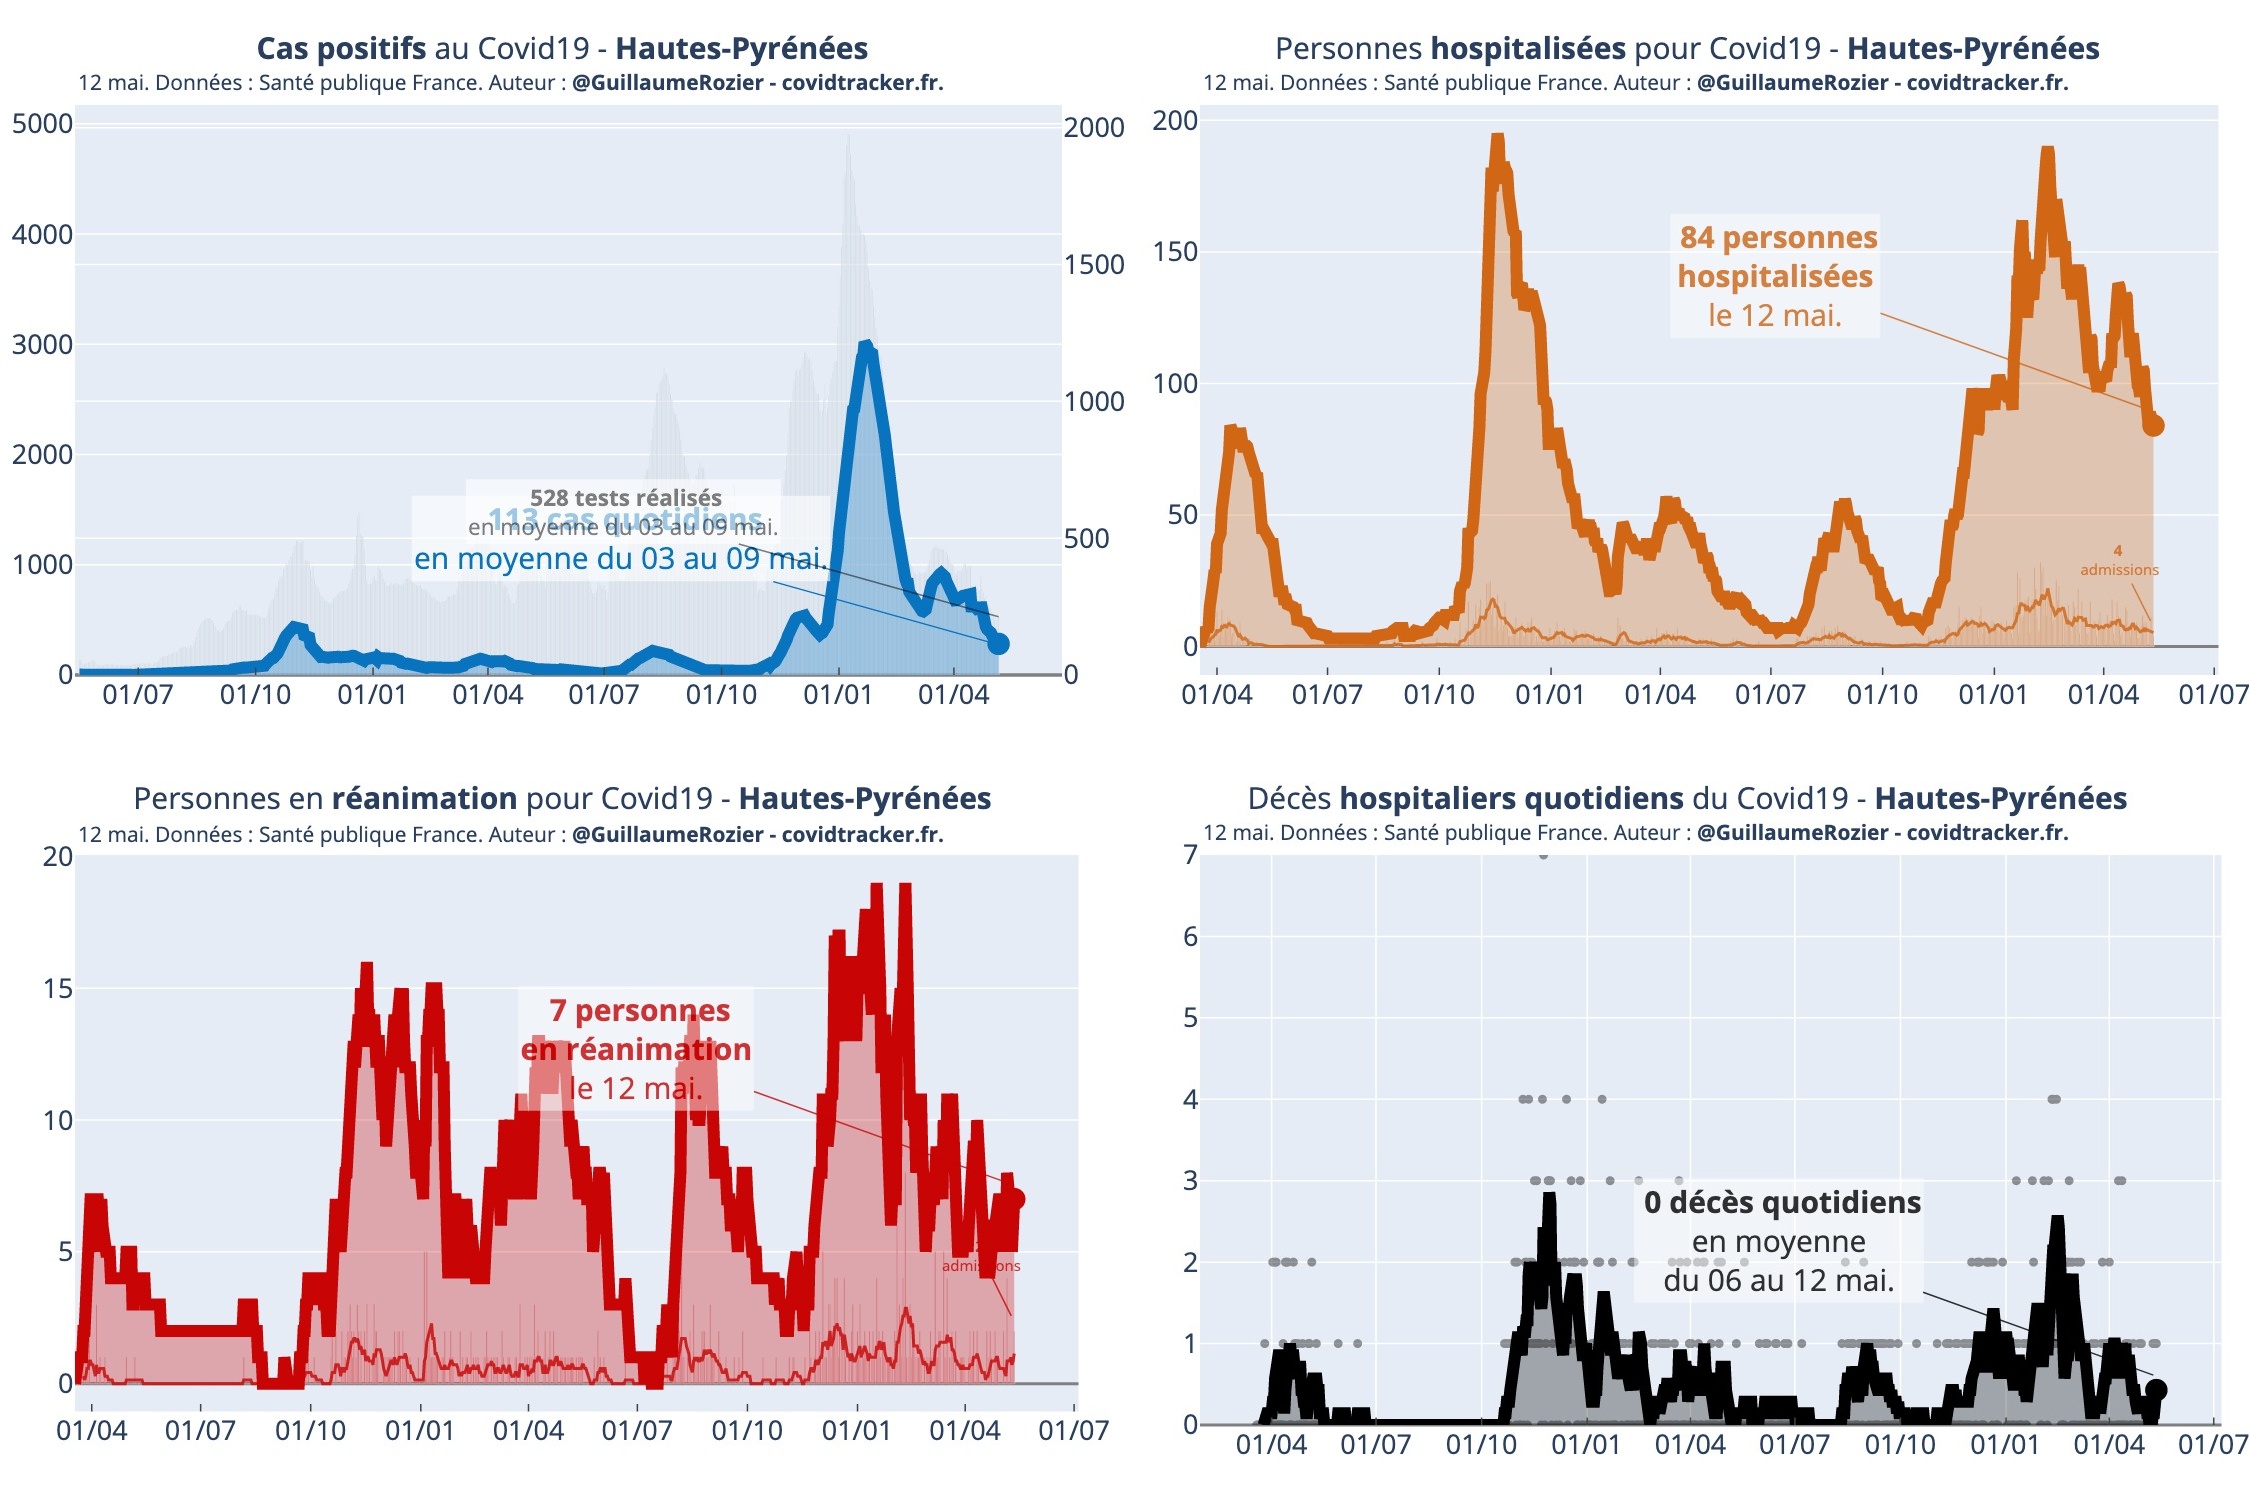 Cas positifs au Covid19 - Hautes-Pyrénées
12 mai. Données : Santé publique France. Auteur : @GuillaumeRozier - covidtracker.fr.
5000
4000
3000
2000
1000
0
2000
1500
1000
500
0
528 tests réalisés
en moyenne du 03 au 09 mai.
113 cas quotidiens
en moyenne du 03 au 09 mai.
01/07 01/10 01/01 01/04 01/07 01/10 01/01 01/04
Personnes hospitalisées pour Covid19 - Hautes-Pyrénées
12 mai. Données : Santé publique France. Auteur : @GuillaumeRozier - covidtracker.fr.
200
150
100
50
0
84 personnes
hospitalisées
le 12 mai.
4
admissions
01/04 01/07 01/10 01/01 01/04 01/07 01/10 01/01 01/04 01/07
Personnes en réanimation pour Covid19 - Hautes-Pyrénées
12 mai. Données : Santé publique France. Auteur : @GuillaumeRozier - covidtracker.fr.
20
15
10
5
0
7 personnes
en réanimation
le 12 mai.
admissions
01/04 01/07 01/10 01/01 01/04 01/07 01/10 01/01 01/04 01/07
Décès hospitaliers quotidiens du Covid19 - Hautes-Pyrénées
12 mai. Données : Santé publique France. Auteur : @GuillaumeRozier - covidtracker.fr.
7
6
5
4
3
2
1
0
0 décès quotidiens
en moyenne
du 06 au 12 mai.
01/04 01/07 01/10 01/01 01/04 01/07 01/10 01/01 01/04 01/07